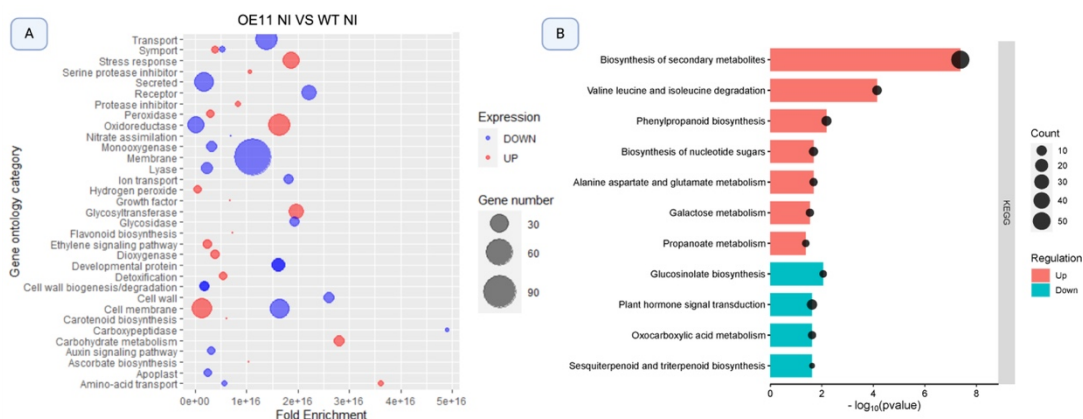 A
OE11 NI VS WT NI
Gene ontology category
Transport
Symport
Stress response
Serine protease inhibitor
Secreted
Receptor
Protease inhibitor
Peroxidase
Oxidoreductase
Nitrate assimilation
Monooxygenase
Membrane
Lyase
Ion transport
Hydrogen peroxide
Growth factor
Glycosyltransferase
Glycosidase
Flavonoid biosynthesis
Ethylene signaling pathway
Dioxygenase
Developmental protein
Detoxification
Cell wall biogenesis/degradation
Cell wall
Cell membrane
Carotenoid biosynthesis
Carboxypeptidase
Carbohydrate metabolism
Auxin signaling pathway
Ascorbate biosynthesis
Apoplast
Amino-acid transport
0e+00 1e+16 2e+16 3e+16 4e+16 5e+16
Fold Enrichment
Expression
DOWN
UP
Gene number
30
60
90
B
Biosynthesis of secondary metabolites
Valine leucine and isoleucine degradation
Phenylpropanoid biosynthesis
Biosynthesis of nucleotide sugars
Alanine aspartate and glutamate metabolism
Galactose metabolism
Propanoate metabolism
Glucosinolate biosynthesis
Plant hormone signal transduction
Oxocarboxylic acid metabolism
Sesquiterpenoid and triterpenoid biosynthesis
0 2 4 6 8
- log10(pvalue)
KEGG
Count
10
20
30
40
50
Regulation
Up
Down